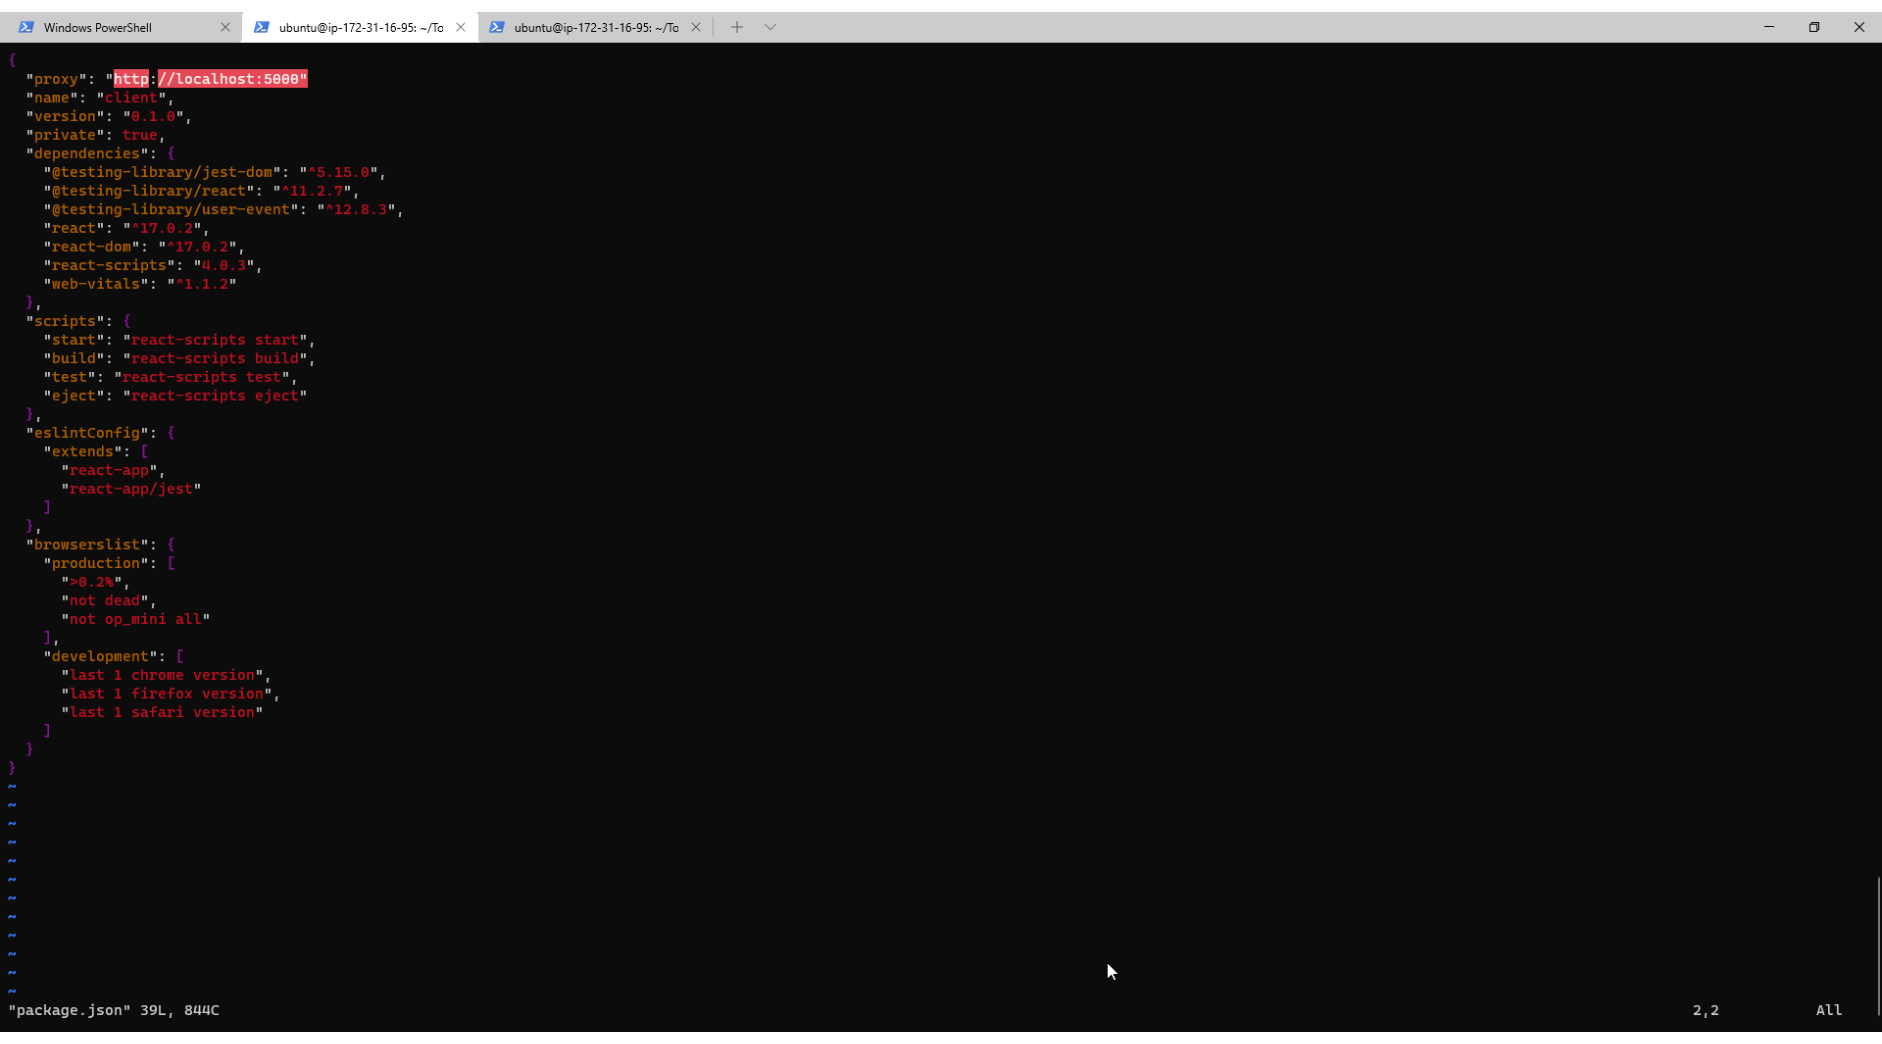 Windows PowerShell
ubuntu@ip-172-31-16-95: ~/To
ubuntu@ip-172-31-16-95: ~/To
{
  "proxy": "http://localhost:5000"
  "name": "client",
  "version": "0.1.0",
  "private": true,
  "dependencies": {
    "@testing-library/jest-dom": "^5.15.0",
    "@testing-library/react": "^11.2.7",
    "@testing-library/user-event": "^12.8.3",
    "react": "^17.0.2",
    "react-dom": "^17.0.2",
    "react-scripts": "4.0.3",
    "web-vitals": "^1.1.2"
  },
  "scripts": {
    "start": "react-scripts start",
    "build": "react-scripts build",
    "test": "react-scripts test",
    "eject": "react-scripts eject"
  },
  "eslintConfig": {
    "extends": [
      "react-app",
      "react-app/jest"
    ]
  },
  "browserslist": {
    "production": [
      ">0.2%",
      "not dead",
      "not op_mini all"
    ],
    "development": [
      "last 1 chrome version",
      "last 1 firefox version",
      "last 1 safari version"
    ]
  }
}
~
~
~
~
~
~
~
~
~
~
~
~
"package.json" 39L, 844C 2,2 All